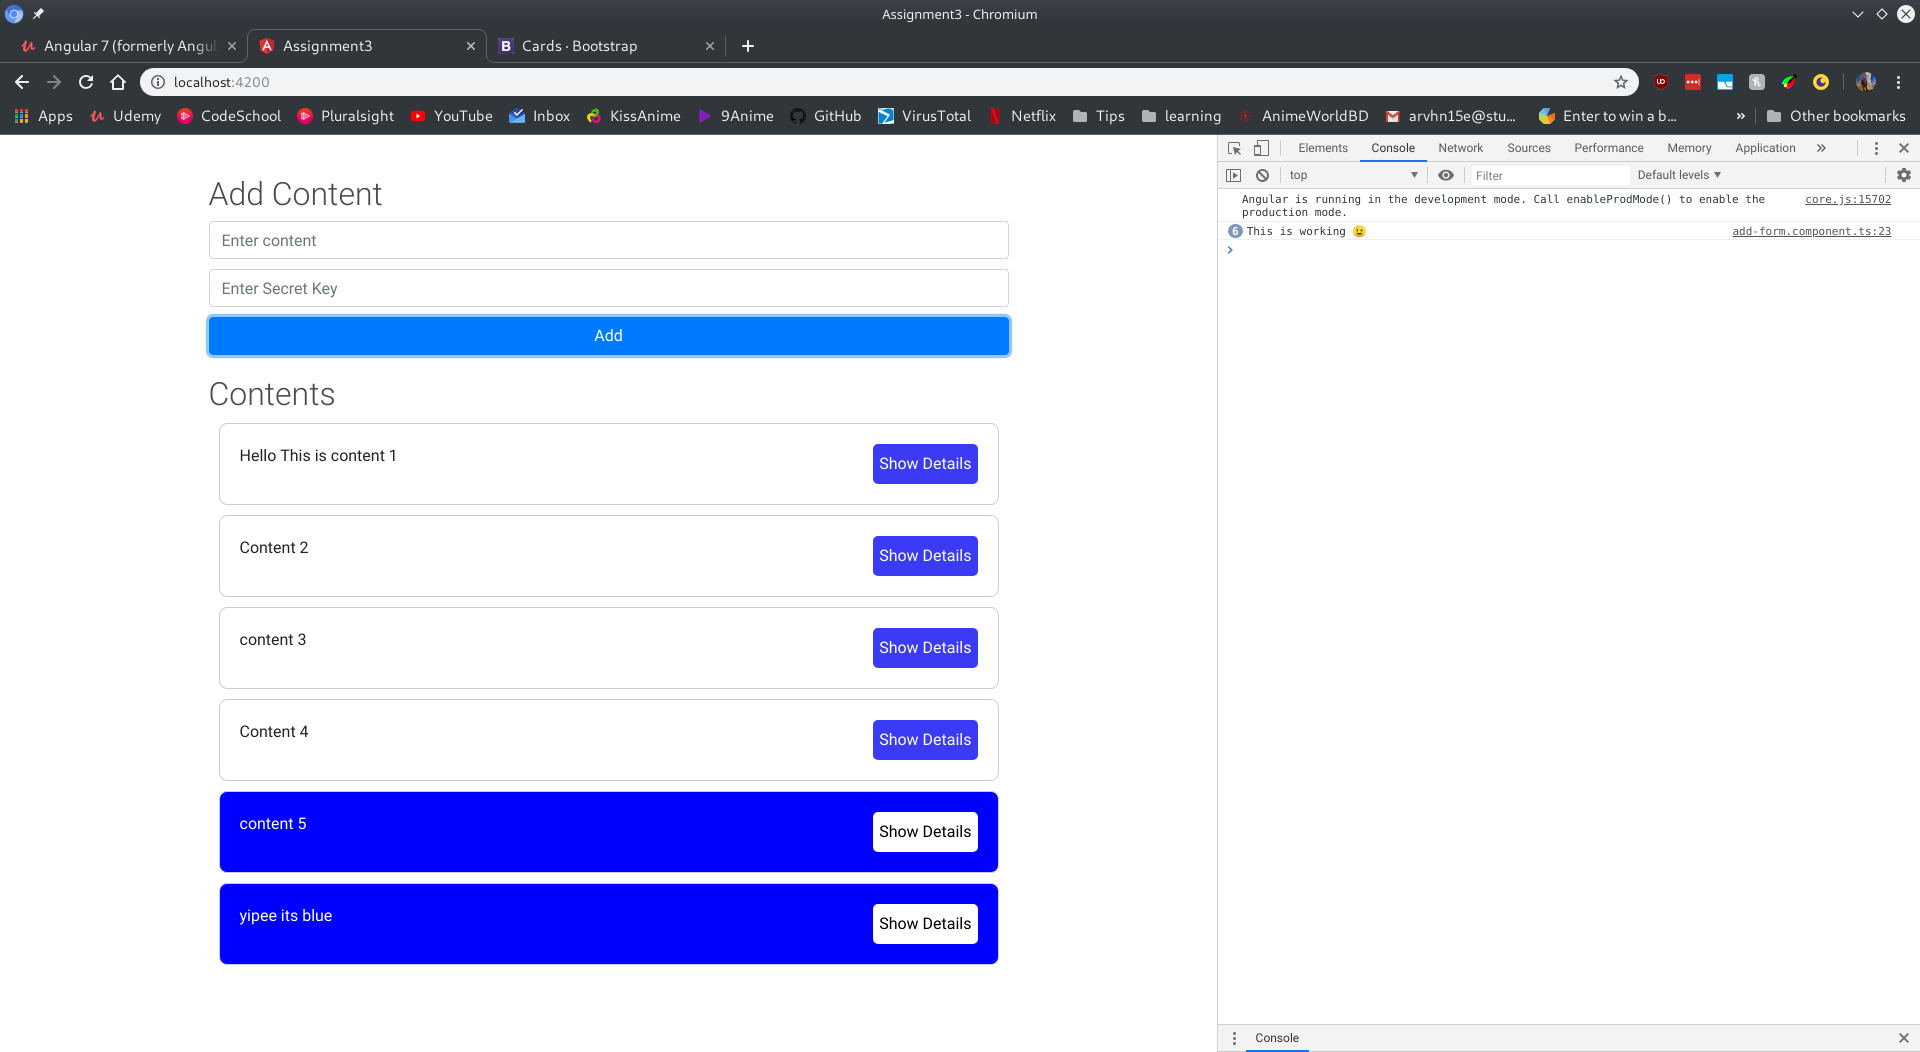 Assignment3 - Chromium
Angular 7 (formerly Angul
Assignment3
Cards · Bootstrap
localhost:4200
Apps
Udemy
CodeSchool
Pluralsight
YouTube
Inbox
KissAnime
9Anime
GitHub
VirusTotal
Netflix
Tips
learning
AnimeWorldBD
arvhn15e@stu...
Enter to win a b...
»
Other bookmarks
Add Content
Enter content
Enter Secret Key
Add
Contents
Hello This is content 1
Show Details
Content 2
Show Details
content 3
Show Details
Content 4
Show Details
content 5
Show Details
yipee its blue
Show Details
Elements
Console
Network
Sources
Performance
Memory
Application
»
top
Filter
Default levels
Angular is running in the development mode. Call enableProdMode() to enable the
production mode.
core.js:15702
6 This is working 😉
add-form.component.ts:23
Console